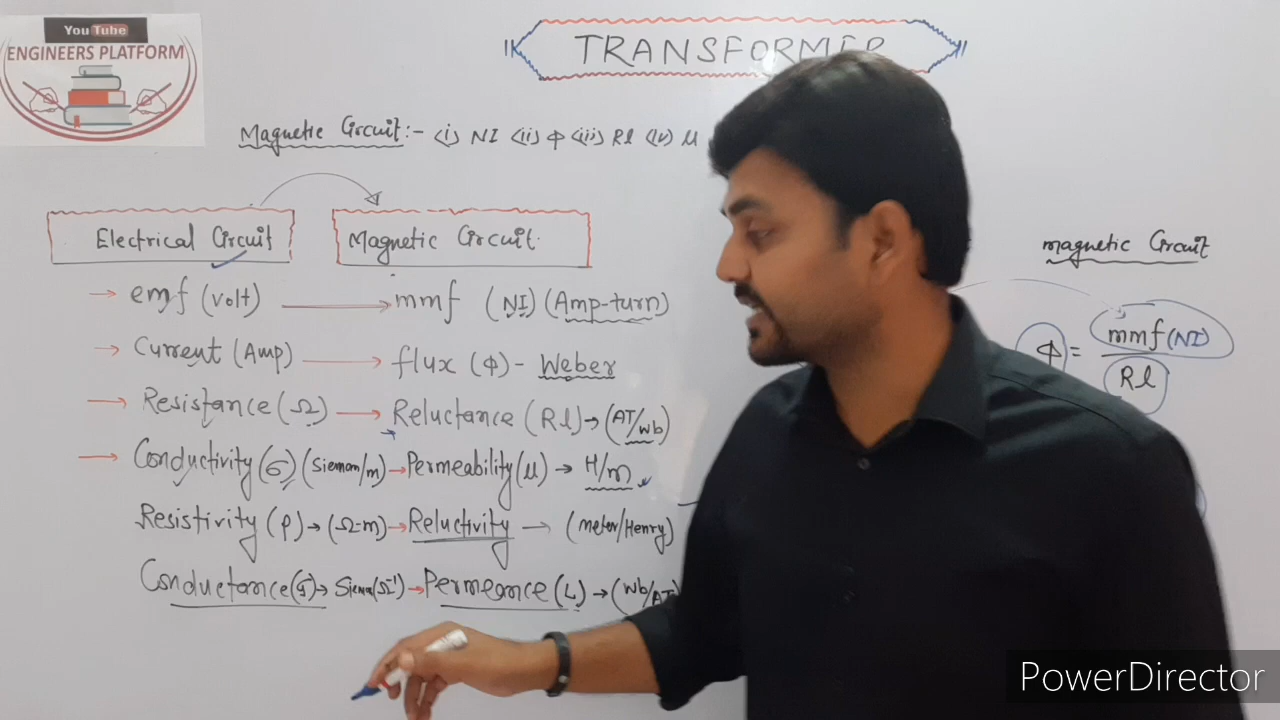 You Tube
ENGINEERS PLATFORM
TRANSFORMER
Magnetic Circuit:- <i> NI <ii> ɸ <iii> Rl <iv> μ
Electrical Circuit
Magnetic Circuit.
→ emf (volt) → mmf (NI) (Amp-turn)
→ Current (Amp) → flux (ɸ) - Weber
→ Resistance (Ω) → Reluctance (Rl) → (AT/wb)
→ Conductivity (σ) (Sieman/m) → Permeability (μ) → H/m
Resistivity (ρ) → (Ω-m) → Reluctivity → (meter/Henry)
Conductance (G) → Siemen (Ω⁻¹) → Permeance (L) → (Wb/AT)
magnetic Circuit
ɸ = mmf (NI)
Rl
PowerDirector